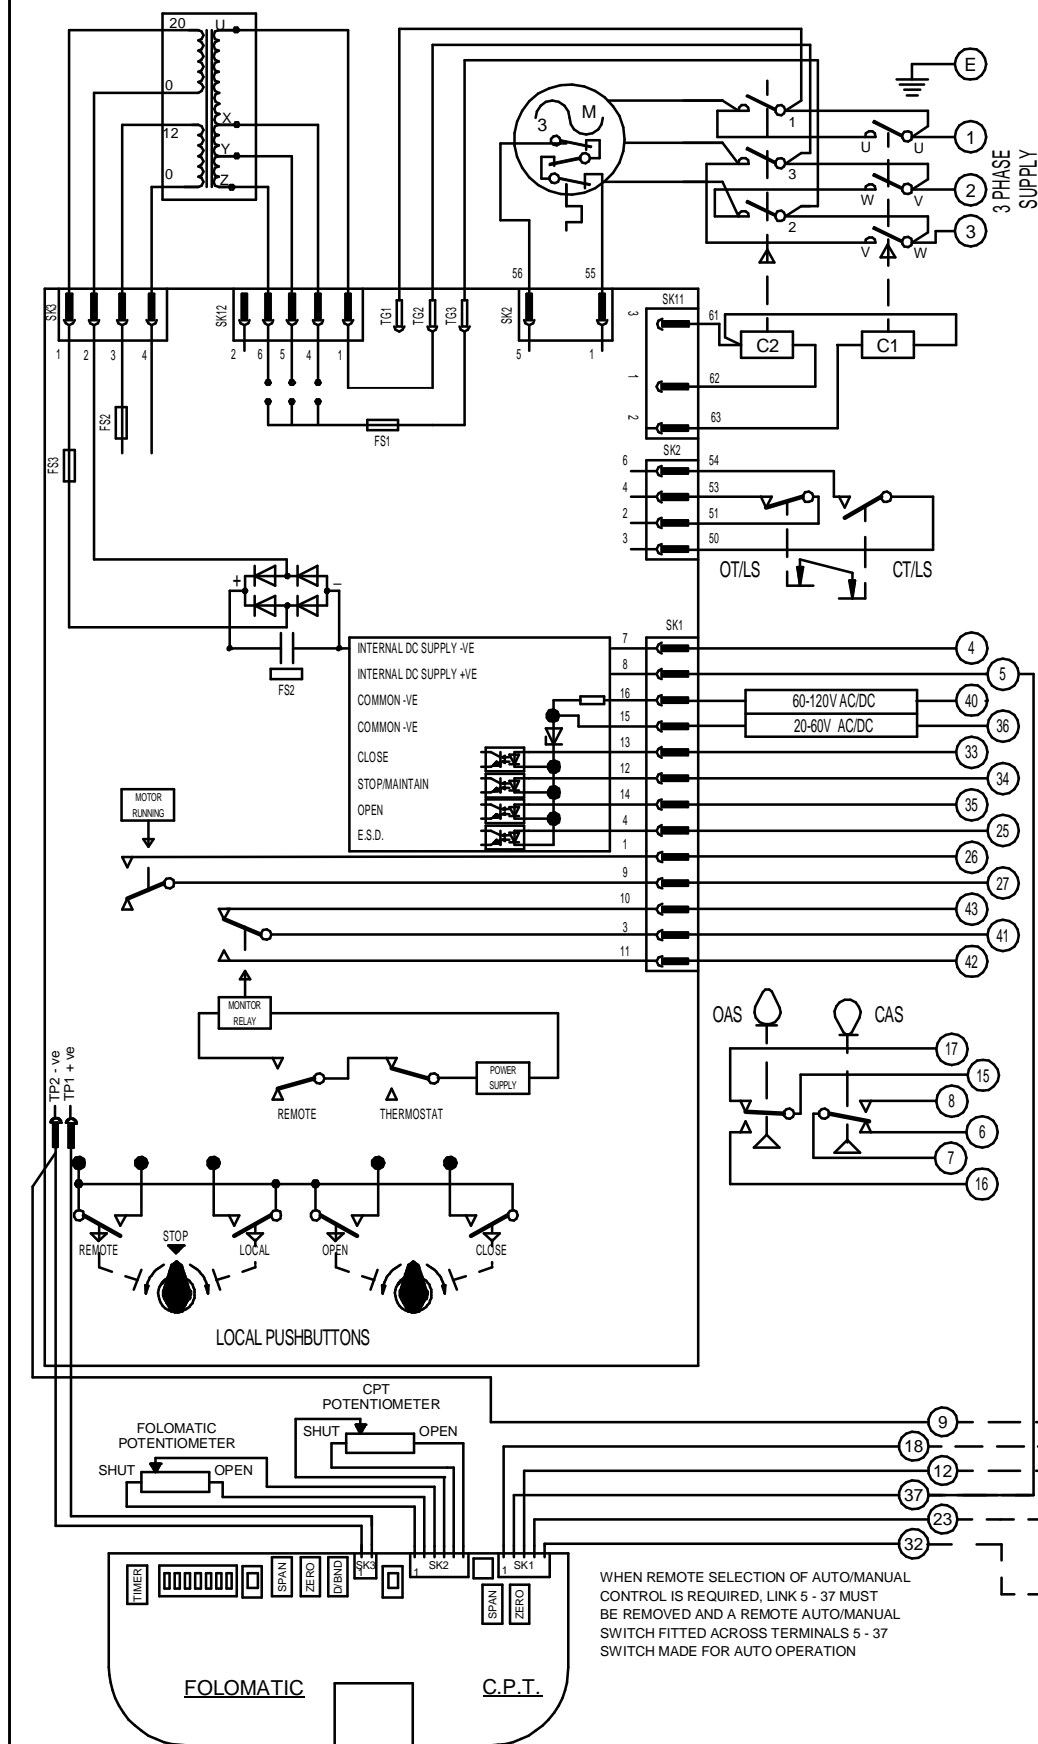 20
U
0
X
12
Y
0
Z
3
M
E
1
U
U
1
3
2
W
V
3 PHASE
SUPPLY
2
V
W
3
56
55
SK3
SK12
TG1
TG2
TG3
SK2
SK11
1
2
3
4
2
6
5
4
1
5
1
3
61
C2
C1
1
62
2
63
FS1
FS2
FS3
SK2
6
54
4
53
2
51
3
50
OT/LS
CT/LS
+
–
FS2
SK1
INTERNAL DC SUPPLY -VE
7
4
INTERNAL DC SUPPLY +VE
8
5
COMMON -VE
16
60-120V AC/DC
40
COMMON -VE
15
20-60V AC/DC
36
CLOSE
13
33
STOP/MAINTAIN
12
34
OPEN
14
35
E.S.D.
4
25
1
26
9
27
10
43
3
41
11
42
MOTOR
RUNNING
MONITOR
RELAY
REMOTE
THERMOSTAT
POWER
SUPPLY
OAS
CAS
17
15
8
6
7
16
TP2 - ve
TP1 + ve
REMOTE
STOP
LOCAL
OPEN
CLOSE
LOCAL PUSHBUTTONS
CPT
POTENTIOMETER
SHUT
OPEN
FOLOMATIC
POTENTIOMETER
SHUT
OPEN
9
18
12
37
23
32
TIMER
SPAN
ZERO
D/BND
SK3
1
SK2
1
SK1
1
SPAN
ZERO
FOLOMATIC
C.P.T.
WHEN REMOTE SELECTION OF AUTO/MANUAL
CONTROL IS REQUIRED, LINK 5 - 37 MUST
BE REMOVED AND A REMOTE AUTO/MANUAL
SWITCH FITTED ACROSS TERMINALS 5 - 37
SWITCH MADE FOR AUTO OPERATION